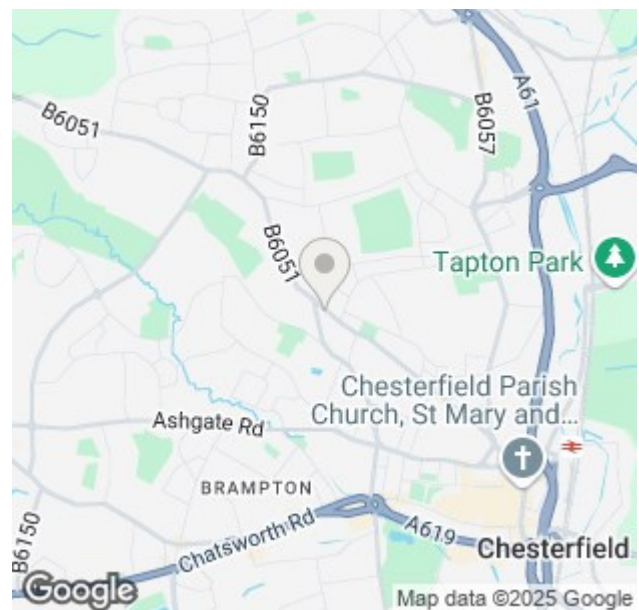 A61
B6051
B6150
B6057
B6051
Tapton Park
Chesterfield Parish
Church, St Mary and...
Ashgate Rd
BRAMPTON
B6150
Chatsworth Rd
A619
Chesterfield
Google
Map data ©2025 Google